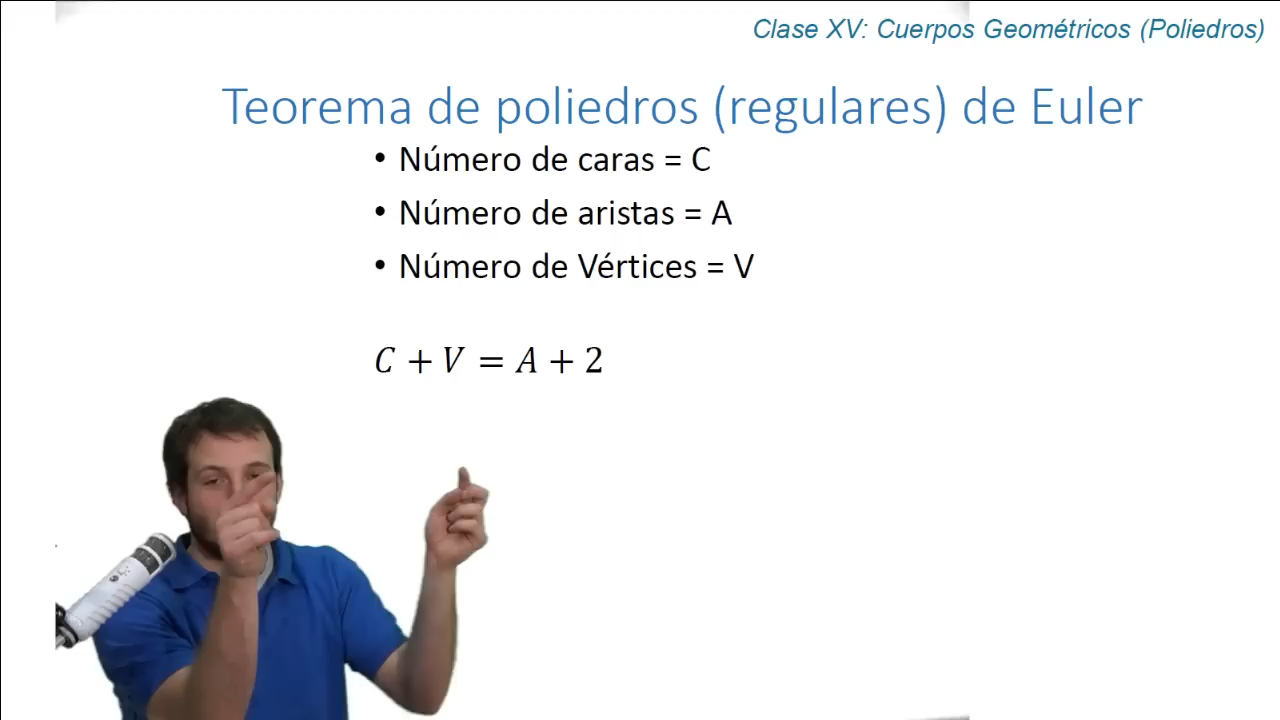 Clase XV: Cuerpos Geométricos (Poliedros)
Teorema de poliedros (regulares) de Euler
• Número de caras = C
• Número de aristas = A
• Número de Vértices = V
C + V = A + 2